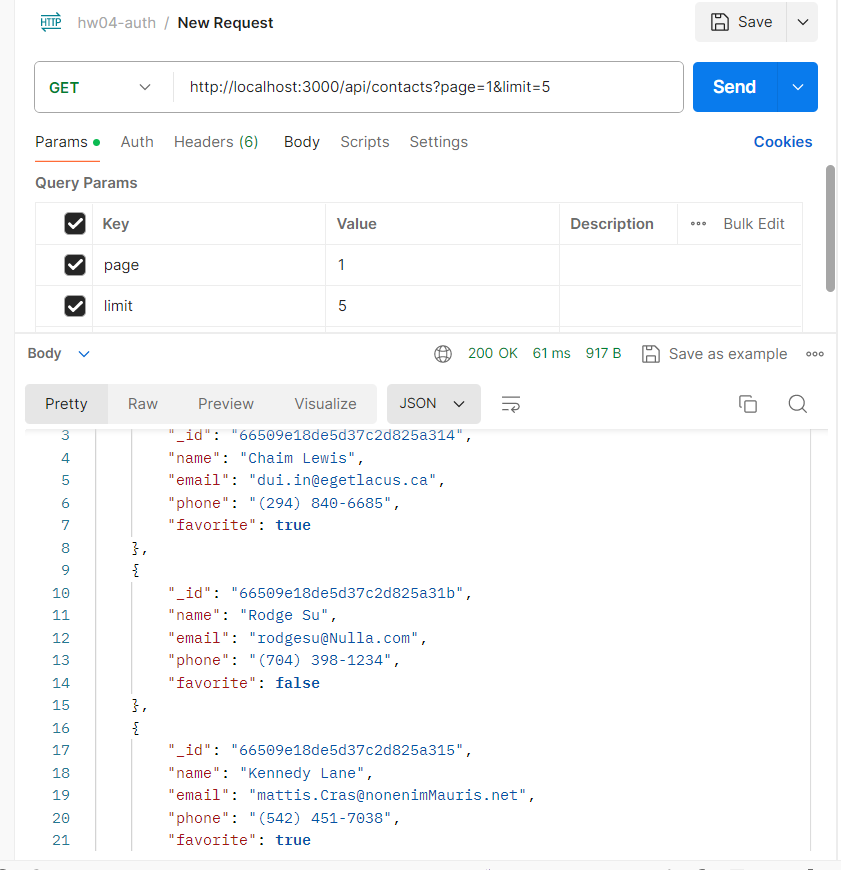 HTTP hw04-auth / New Request Save
GET http://localhost:3000/api/contacts?page=1&limit=5 Send
Params Auth Headers (6) Body Scripts Settings Cookies
Query Params
Key Value Description Bulk Edit
page 1
limit 5
Body 200 OK 61 ms 917 B Save as example
Pretty Raw Preview Visualize JSON
3 "_id": "66509e18de5d37c2d825a314",
4 "name": "Chaim Lewis",
5 "email": "dui.in@egetlacus.ca",
6 "phone": "(294) 840-6685",
7 "favorite": true
8 },
9 {
10 "_id": "66509e18de5d37c2d825a31b",
11 "name": "Rodge Su",
12 "email": "rodgesu@Nulla.com",
13 "phone": "(704) 398-1234",
14 "favorite": false
15 },
16 {
17 "_id": "66509e18de5d37c2d825a315",
18 "name": "Kennedy Lane",
19 "email": "mattis.Cras@nonenimMauris.net",
20 "phone": "(542) 451-7038",
21 "favorite": true